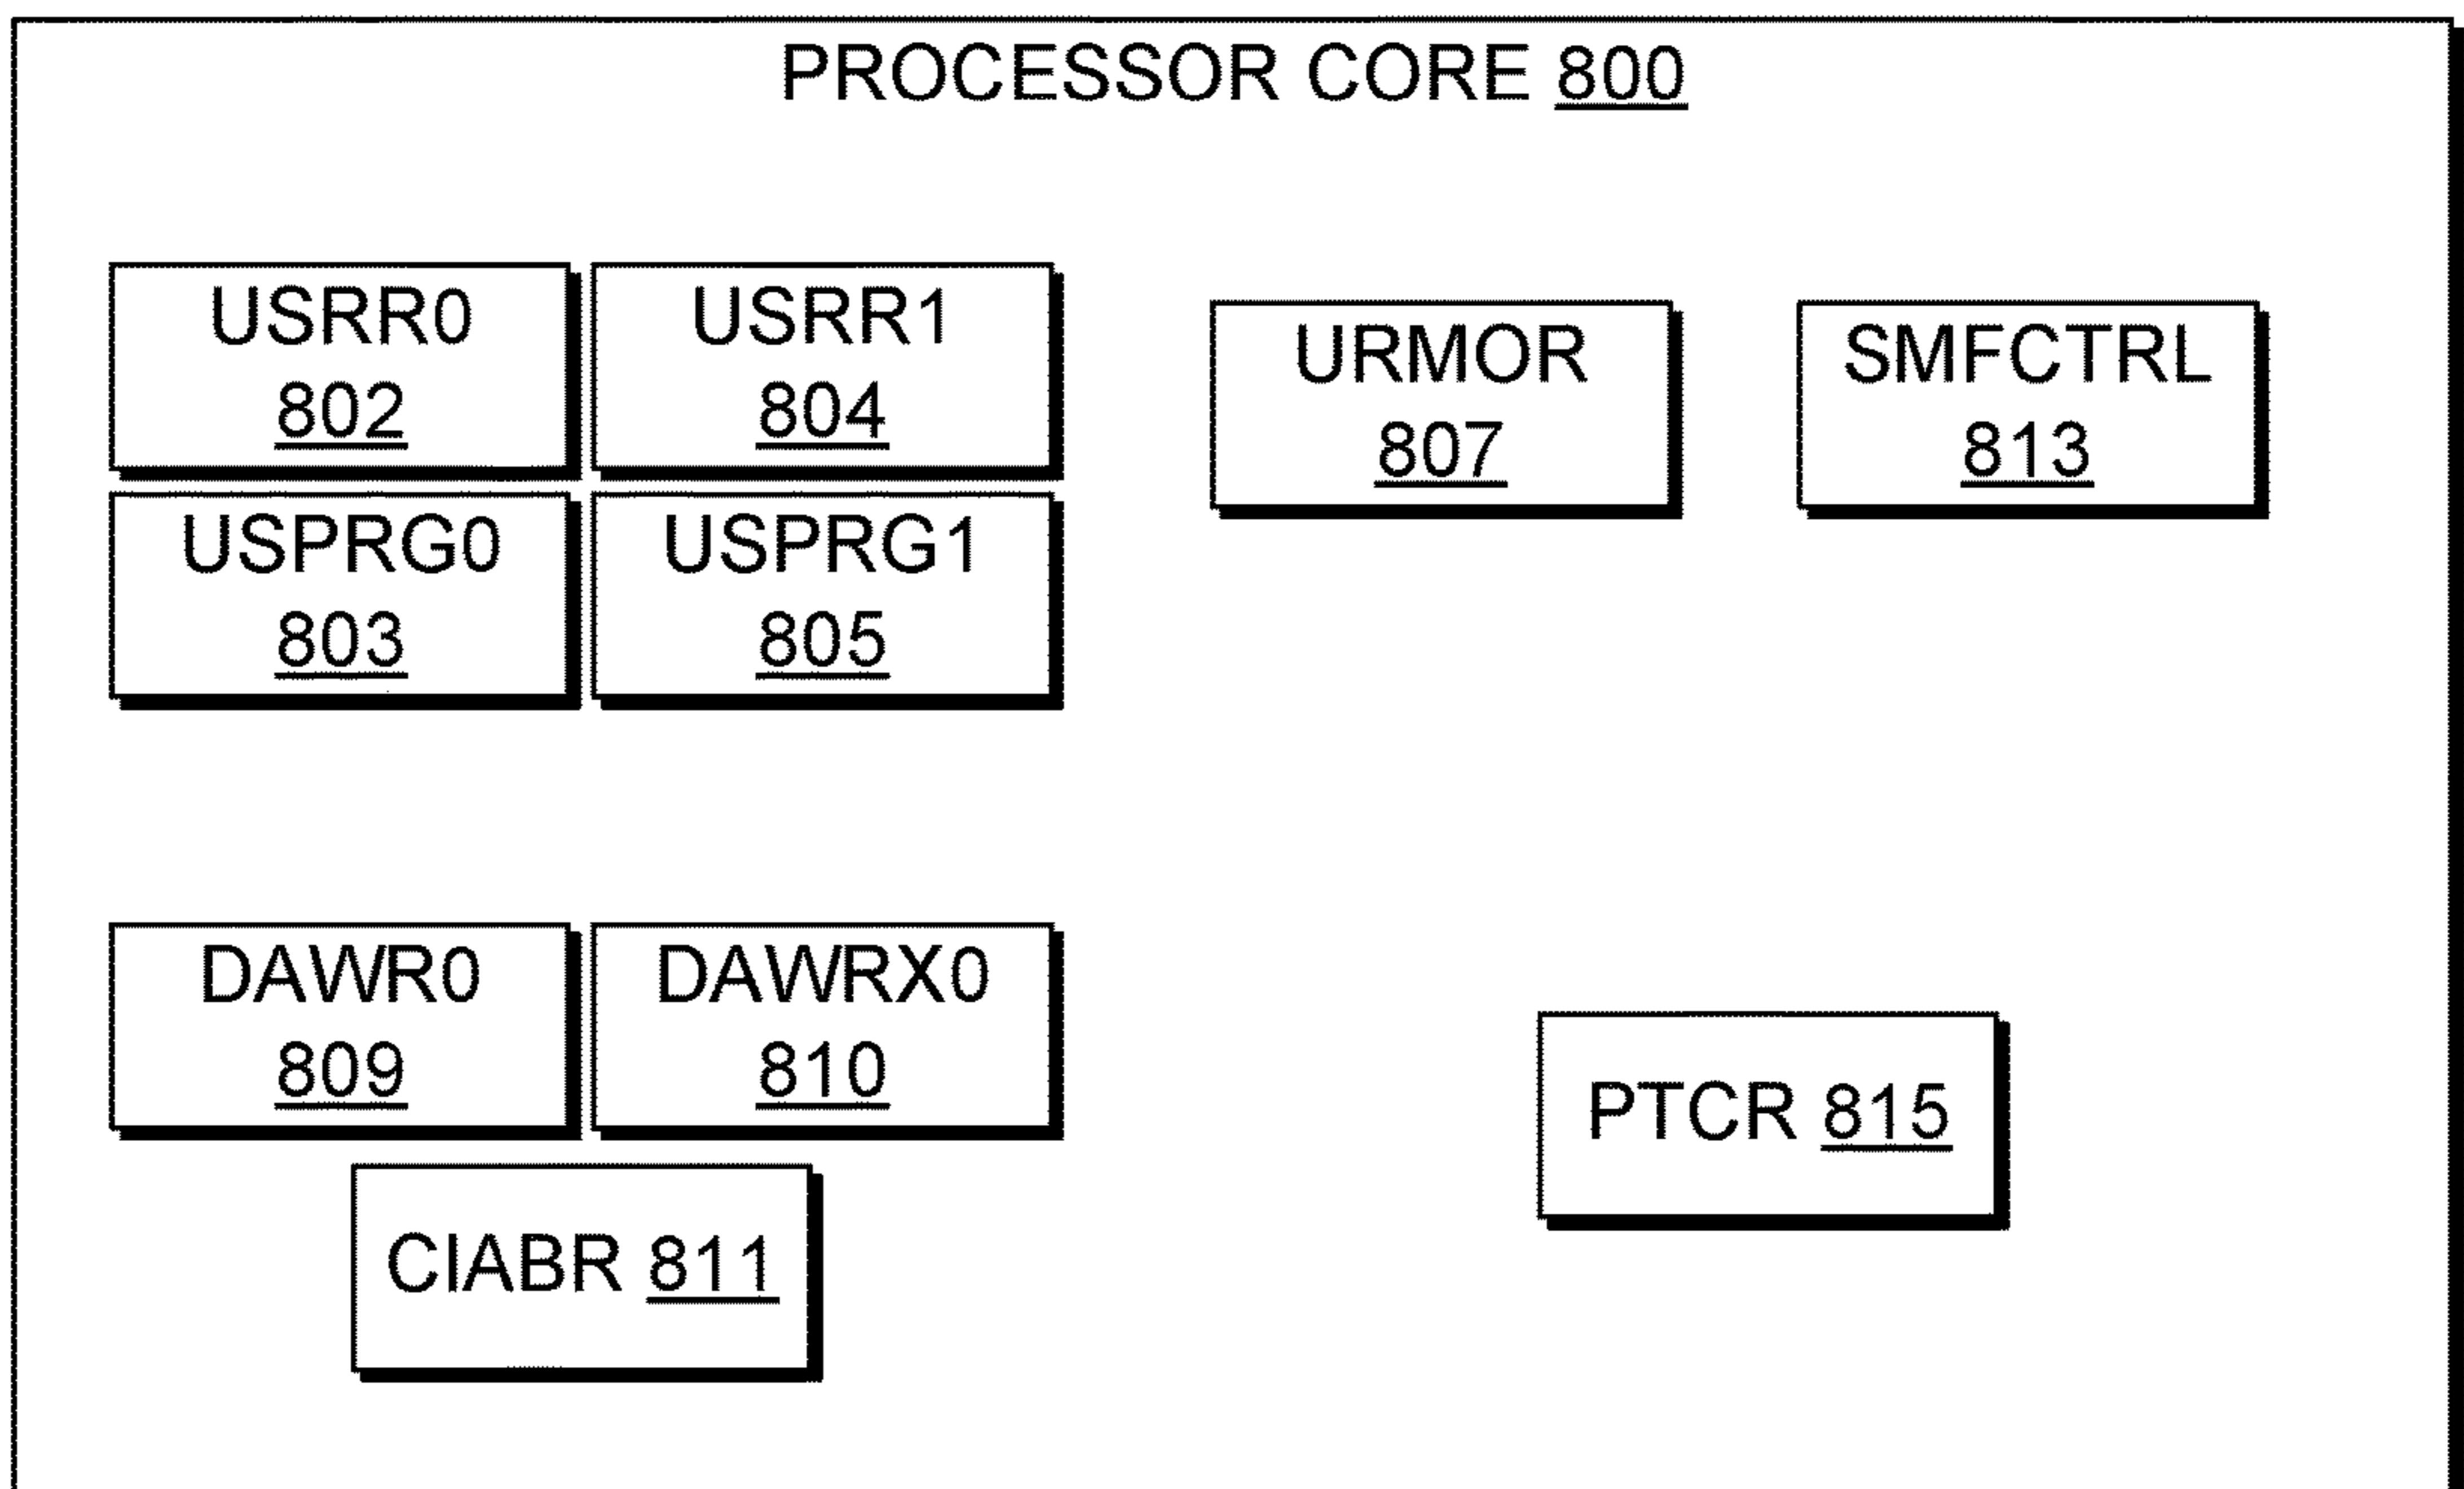 PROCESSOR CORE 800
USRR0
802
USRR1
804
USPRG0
803
USPRG1
805
URMOR
807
SMFCTRL
813
DAWR0
809
DAWRX0
810
CIABR 811
PTCR 815